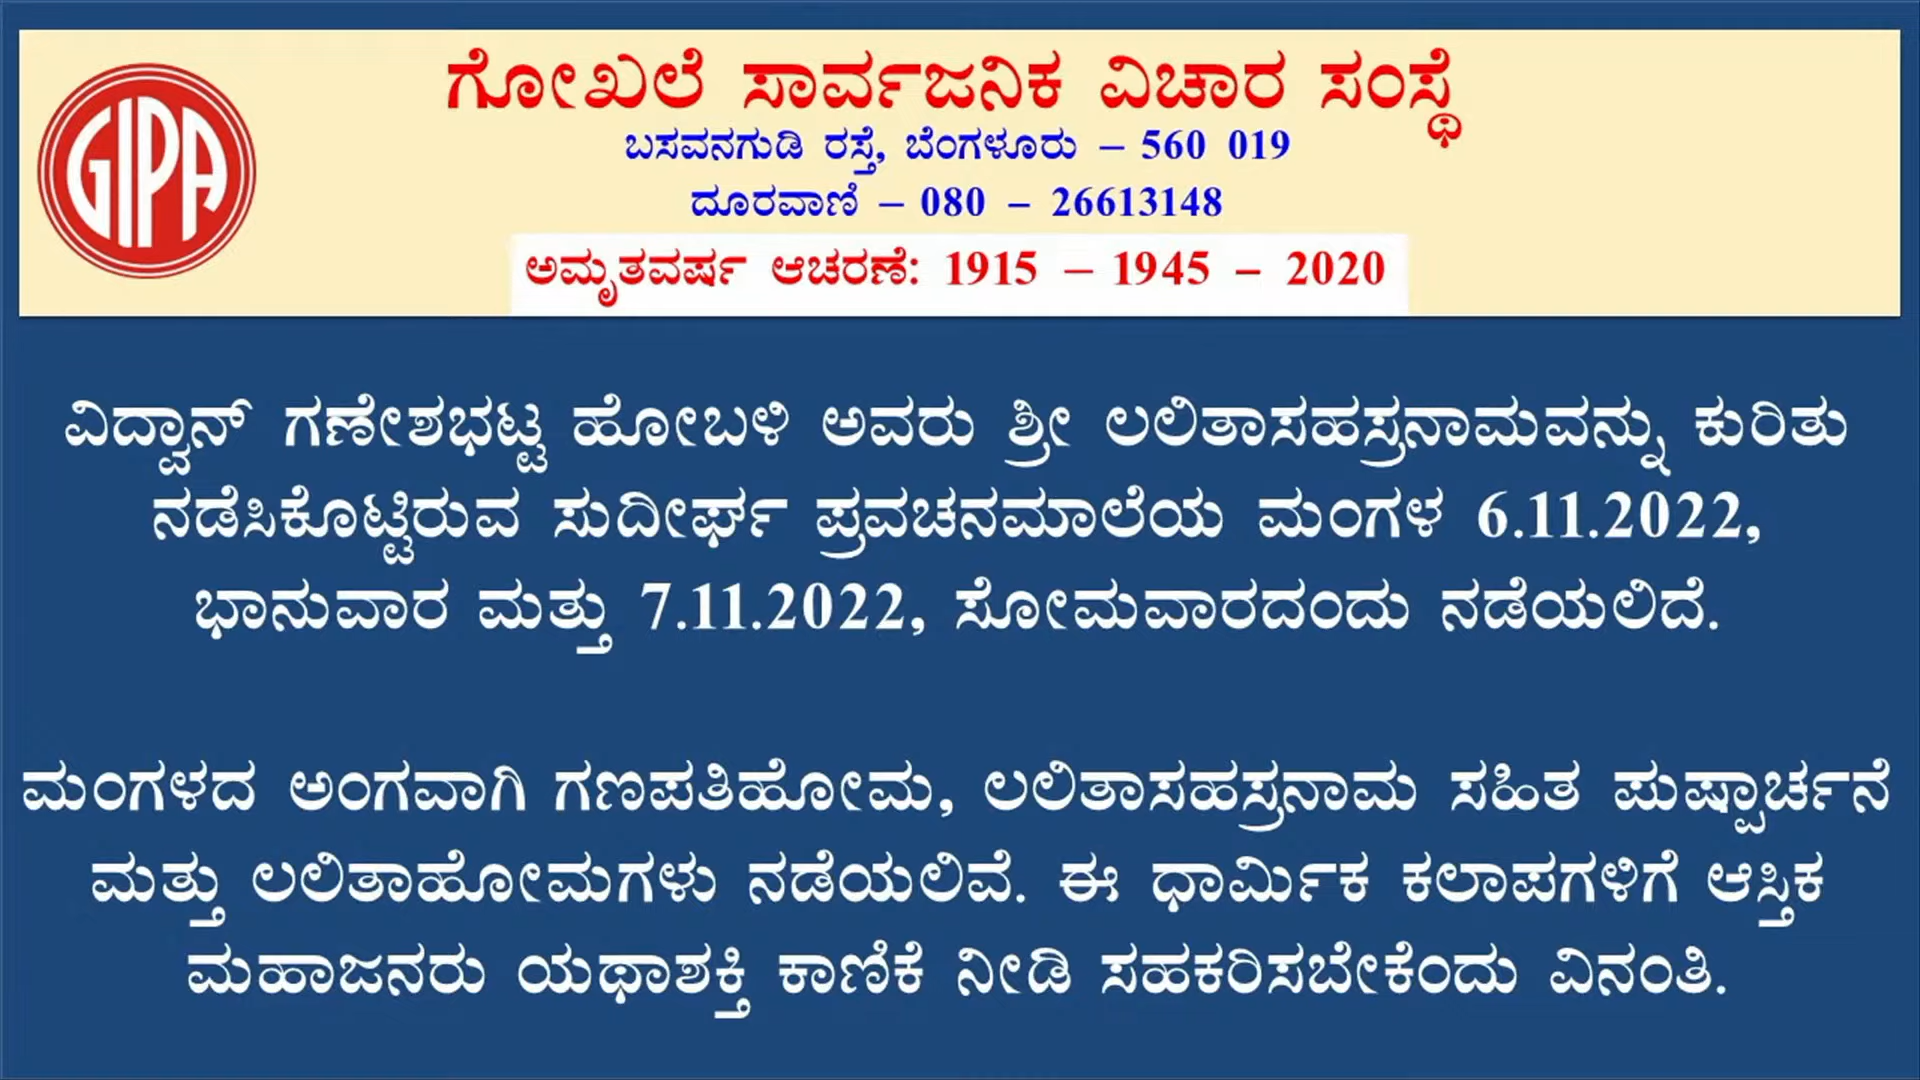 GIPA
ಗೋಖಲೆ ಸಾರ್ವಜನಿಕ ವಿಚಾರ ಸಂಸ್ಥೆ
ಬಸವನಗುಡಿ ರಸ್ತೆ, ಬೆಂಗಳೂರು – 560 019
ದೂರವಾಣಿ – 080 – 26613148
ಅಮೃತವರ್ಷ ಆಚರಣೆ: 1915 – 1945 – 2020
ವಿದ್ವಾನ್ ಗಣೇಶಭಟ್ಟ ಹೋಬಳಿ ಅವರು ಶ್ರೀ ಲಲಿತಾಸಹಸ್ರನಾಮವನ್ನು ಕುರಿತು
ನಡೆಸಿಕೊಟ್ಟಿರುವ ಸುದೀರ್ಘ ಪ್ರವಚನಮಾಲೆಯ ಮಂಗಳ 6.11.2022,
ಭಾನುವಾರ ಮತ್ತು 7.11.2022, ಸೋಮವಾರದಂದು ನಡೆಯಲಿದೆ.
ಮಂಗಳದ ಅಂಗವಾಗಿ ಗಣಪತಿಹೋಮ, ಲಲಿತಾಸಹಸ್ರನಾಮ ಸಹಿತ ಪುಷ್ಪಾರ್ಚನೆ
ಮತ್ತು ಲಲಿತಾಹೋಮಗಳು ನಡೆಯಲಿವೆ. ಈ ಧಾರ್ಮಿಕ ಕಲಾಪಗಳಿಗೆ ಆಸ್ತಿಕ
ಮಹಾಜನರು ಯಥಾಶಕ್ತಿ ಕಾಣಿಕೆ ನೀಡಿ ಸಹಕರಿಸಬೇಕೆಂದು ವಿನಂತಿ.